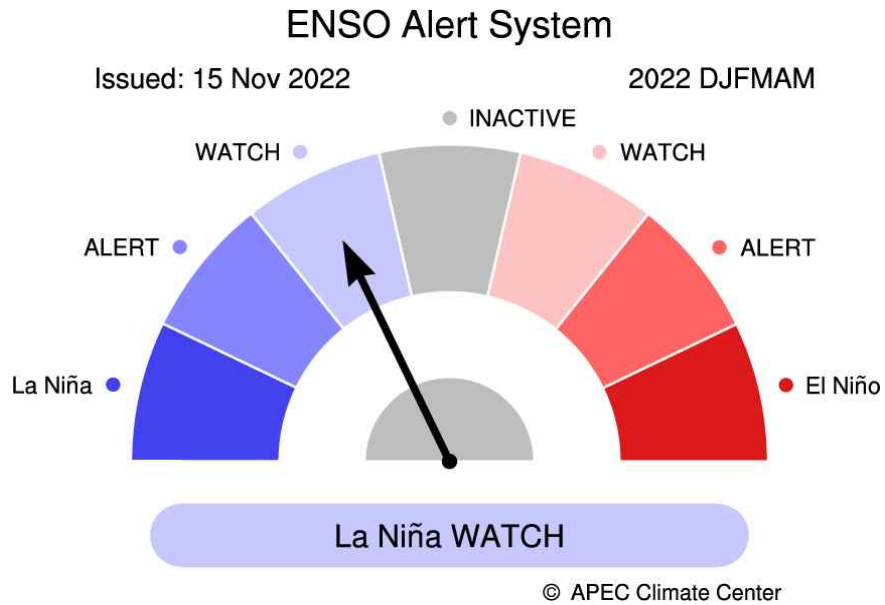 ENSO Alert System
Issued: 15 Nov 2022
2022 DJFMAM
INACTIVE
WATCH
WATCH
ALERT
ALERT
La Niña
El Niño
La Niña WATCH
© APEC Climate Center